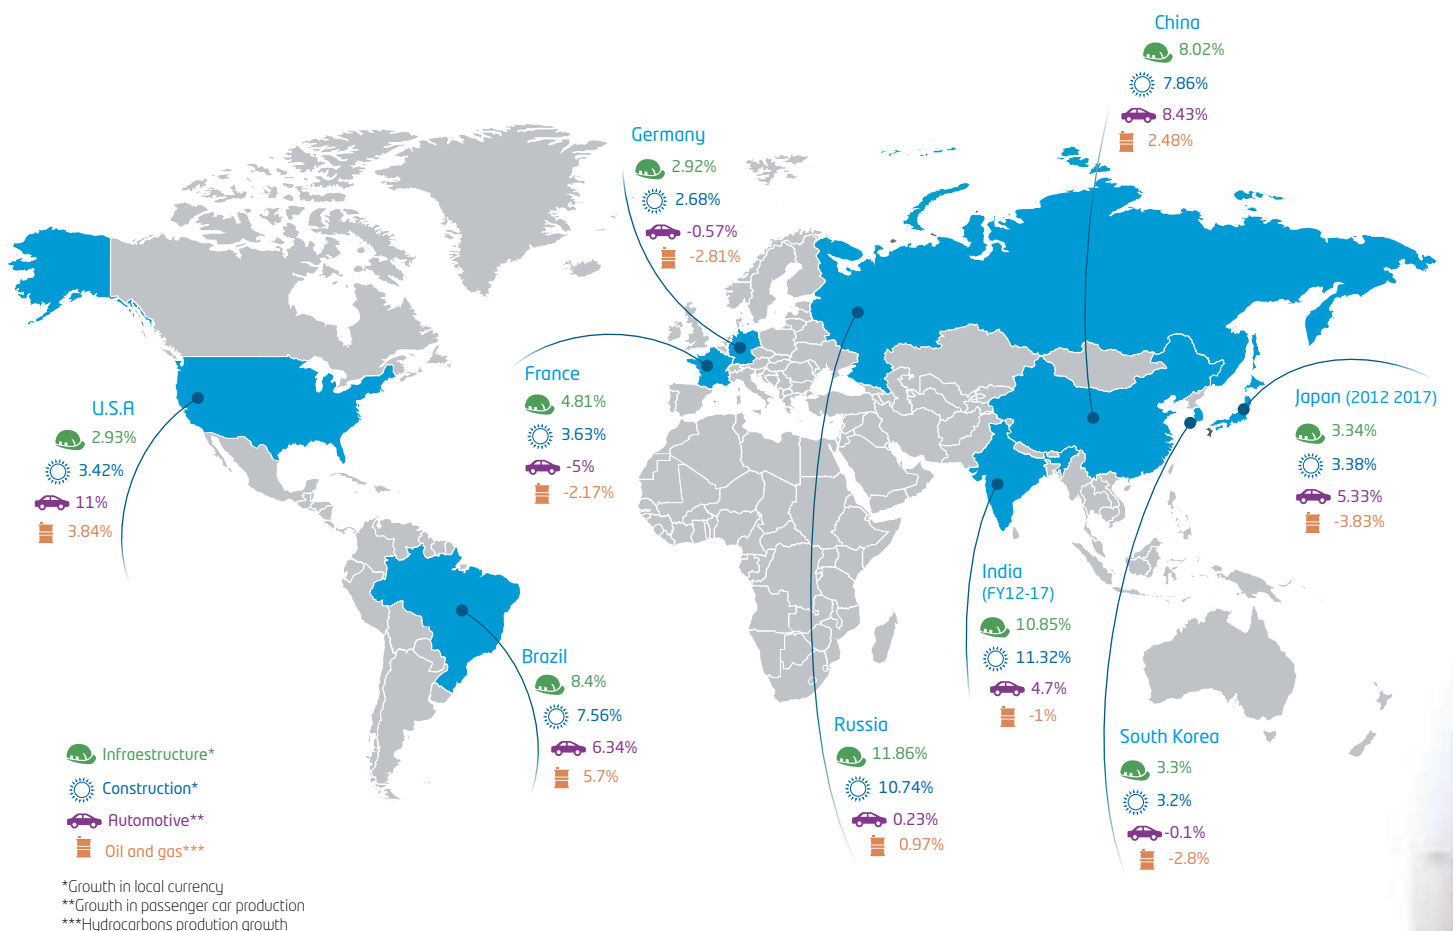 China
8.02%
7.86%
8.43%
2.48%
Germany
2.92%
2.68%
-0.57%
-2.81%
France
4.81%
3.63%
-5%
-2.17%
U.S.A
2.93%
3.42%
11%
3.84%
Japan (2012 2017)
3.34%
3.38%
5.33%
-3.83%
India
(FY12-17)
10.85%
11.32%
4.7%
-1%
Brazil
8.4%
7.56%
6.34%
5.7%
Russia
11.86%
10.74%
0.23%
0.97%
South Korea
3.3%
3.2%
-0.1%
-2.8%
Infraestructure*
Construction*
Automotive**
Oil and gas***
*Growth in local currency
**Growth in passenger car production
***Hydrocarbons prodution growth